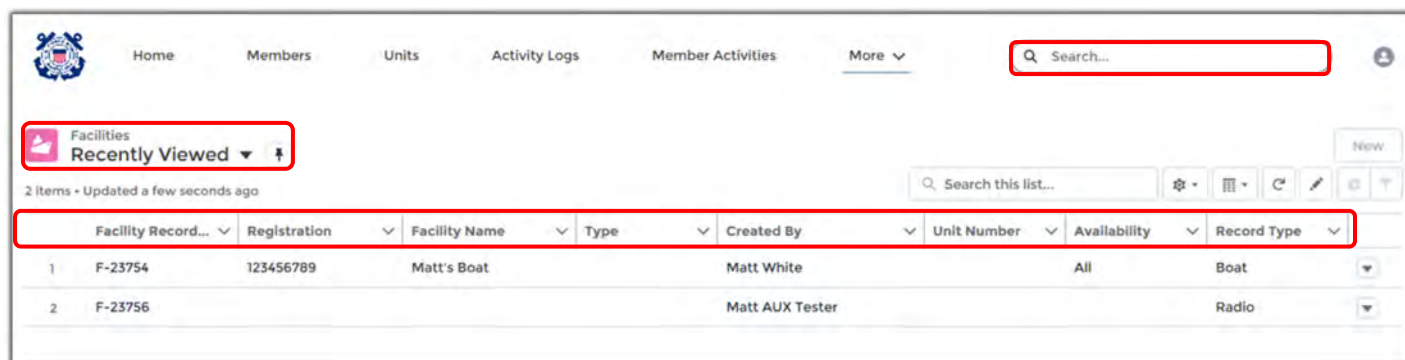 Home Members Units Activity Logs Member Activities More Search...
Facilities
Recently Viewed
New
2 items • Updated a few seconds ago
Search this list...
Facility Record... Registration Facility Name Type Created By Unit Number Availability Record Type
1 F-23754 123456789 Matt's Boat Matt White All Boat
2 F-23756 Matt AUX Tester Radio